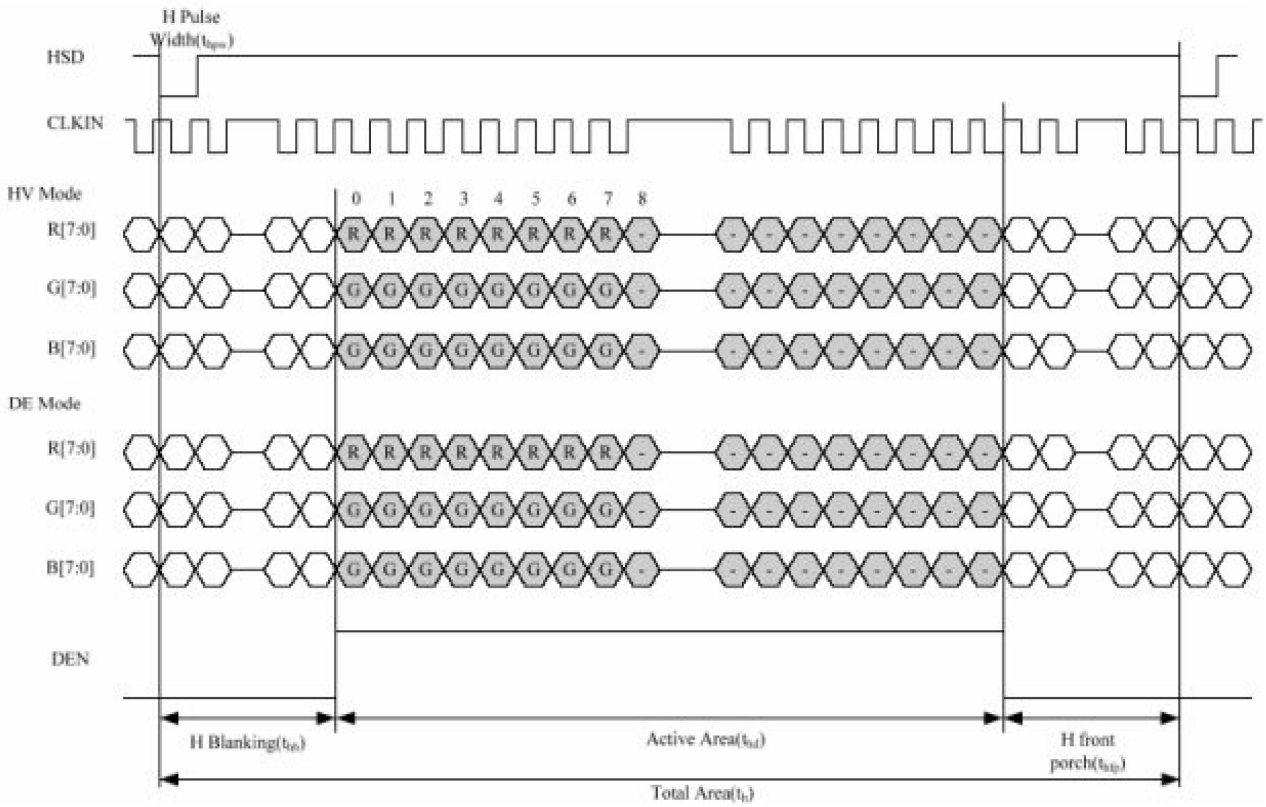 H Pulse
Width(thpw)
HSD
CLKIN
HV Mode
0 1 2 3 4 5 6 7 8
R[7:0] R R R R R R R R - - - - - - - - -
G[7:0] G G G G G G G G - - - - - - - - -
B[7:0] G G G G G G G G - - - - - - - - -
DE Mode
R[7:0] R R R R R R R R - - - - - - - - -
G[7:0] G G G G G G G G - - - - - - - - -
B[7:0] G G G G G G G G - - - - - - - - -
DEN
H Blanking(thb)
Active Area(thd)
H front
porch(thfp)
Total Area(th)